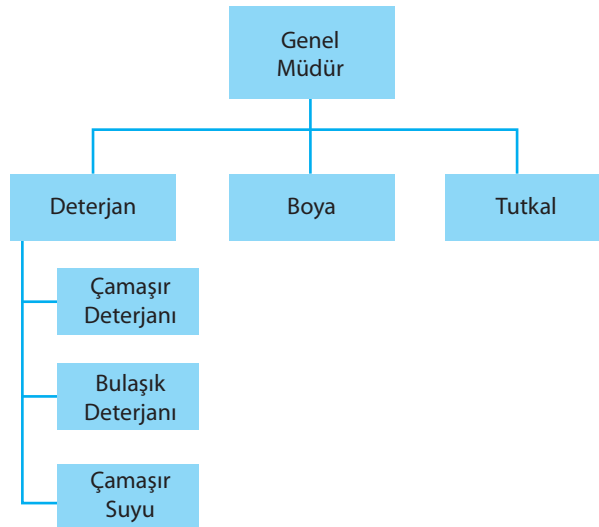 Genel
Müdür
Deterjan
Boya
Tutkal
Çamaşır
Deterjanı
Bulaşık
Deterjanı
Çamaşır
Suyu